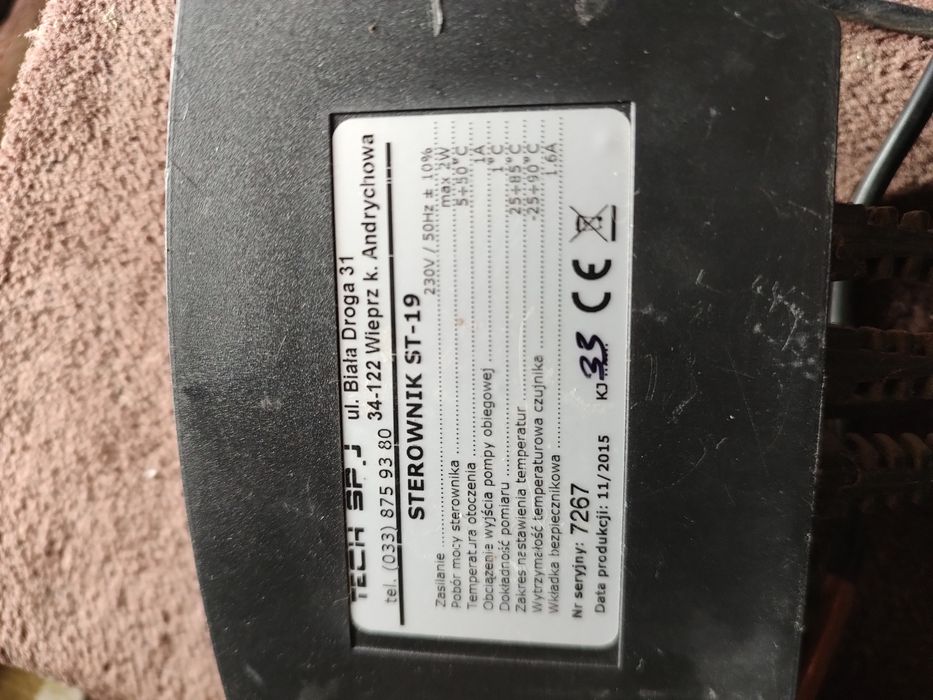 TECH SP.J ul. Biała Droga 31
tel. (033) 875 93 80 34-122 Wieprz k. Andrychowa
STEROWNIK ST-19
Zasilanie 230V / 50Hz ± 10%
Pobór mocy sterownika max 2W
Temperatura otoczenia 5÷50°C
Obciążenie wyjścia pompy obiegowej 1A
Dokładność pomiaru 1°C
Zakres nastawienia temperatur 25÷85°C
Wytrzymałość temperaturowa czujnika -25÷90°C
Wkładka bezpiecznikowa 1.6A
Nr seryjny: 7267
Data produkcji: 11/2015
KJ 33
CE